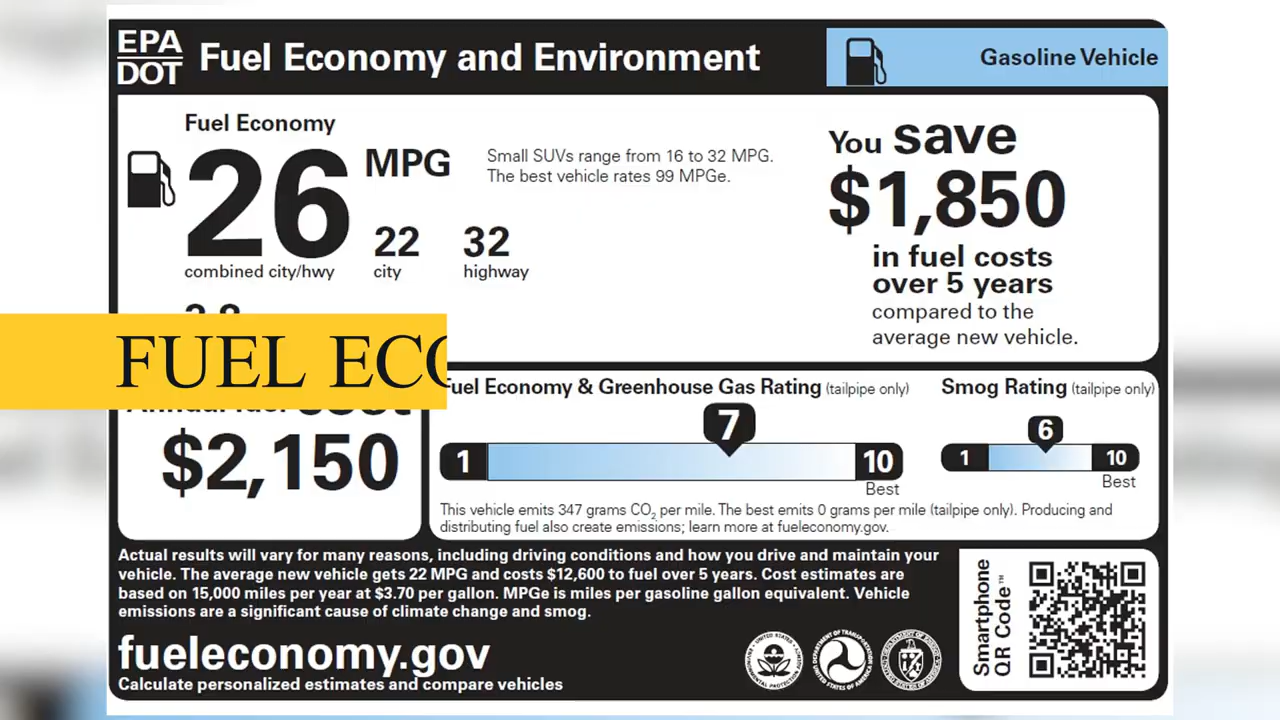 EPA
DOT
Fuel Economy and Environment
Gasoline Vehicle
Fuel Economy
26
MPG
Small SUVs range from 16 to 32 MPG.
The best vehicle rates 99 MPGe.
22
32
combined city/hwy
city
highway
You save
$1,850
in fuel costs
over 5 years
compared to the
average new vehicle.
FUEL ECO
Annual fuel cost
$2,150
Fuel Economy & Greenhouse Gas Rating (tailpipe only)
7
1
10
Best
Smog Rating (tailpipe only)
6
1
10
Best
This vehicle emits 347 grams CO₂ per mile. The best emits 0 grams per mile (tailpipe only). Producing and
distributing fuel also create emissions; learn more at fueleconomy.gov.
Actual results will vary for many reasons, including driving conditions and how you drive and maintain your
vehicle. The average new vehicle gets 22 MPG and costs $12,600 to fuel over 5 years. Cost estimates are
based on 15,000 miles per year at $3.70 per gallon. MPGe is miles per gasoline gallon equivalent. Vehicle
emissions are a significant cause of climate change and smog.
fueleconomy.gov
Calculate personalized estimates and compare vehicles
Smartphone
QR Code™